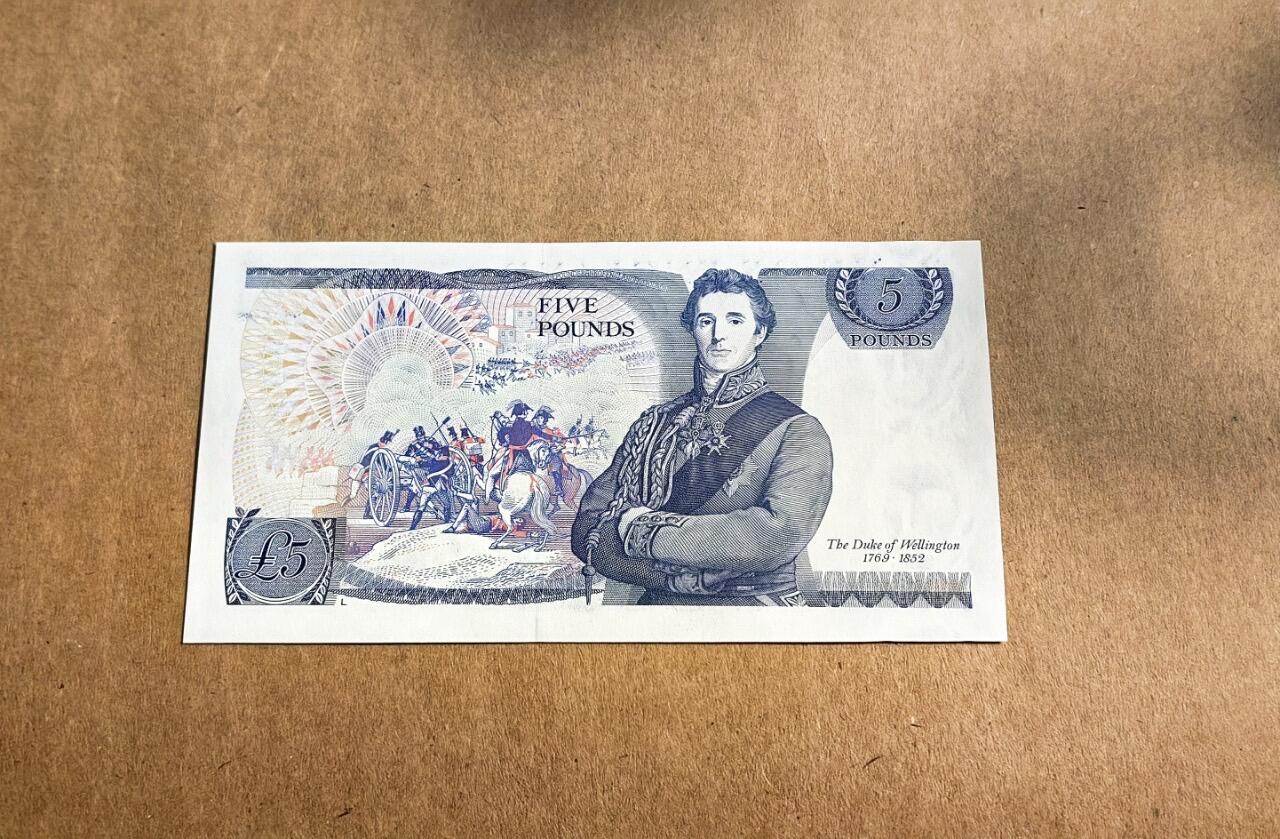 FIVE
POUNDS
5
POUNDS
£5
The Duke of Wellington
1769 · 1852
L